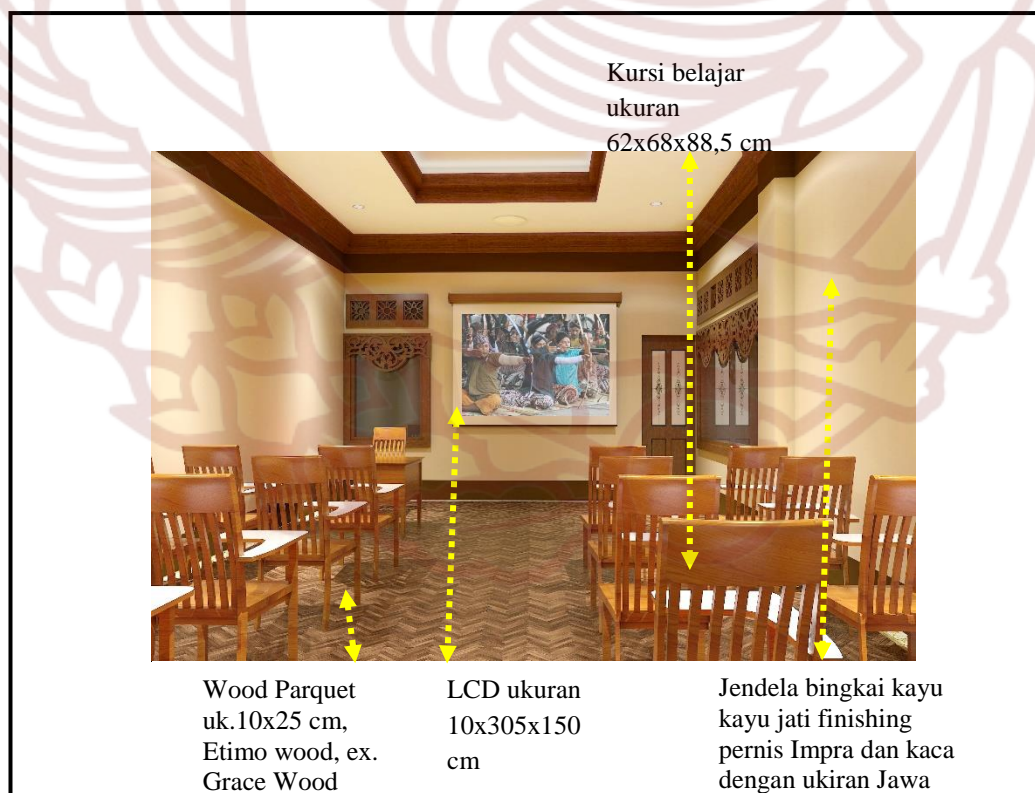 Kursi belajar
ukuran
62x68x88,5 cm
Wood Parquet
uk.10x25 cm,
Etimo wood, ex.
Grace Wood
LCD ukuran
10x305x150
cm
Jendela bingkai kayu
kayu jati finishing
pernis Impra dan kaca
dengan ukiran Jawa